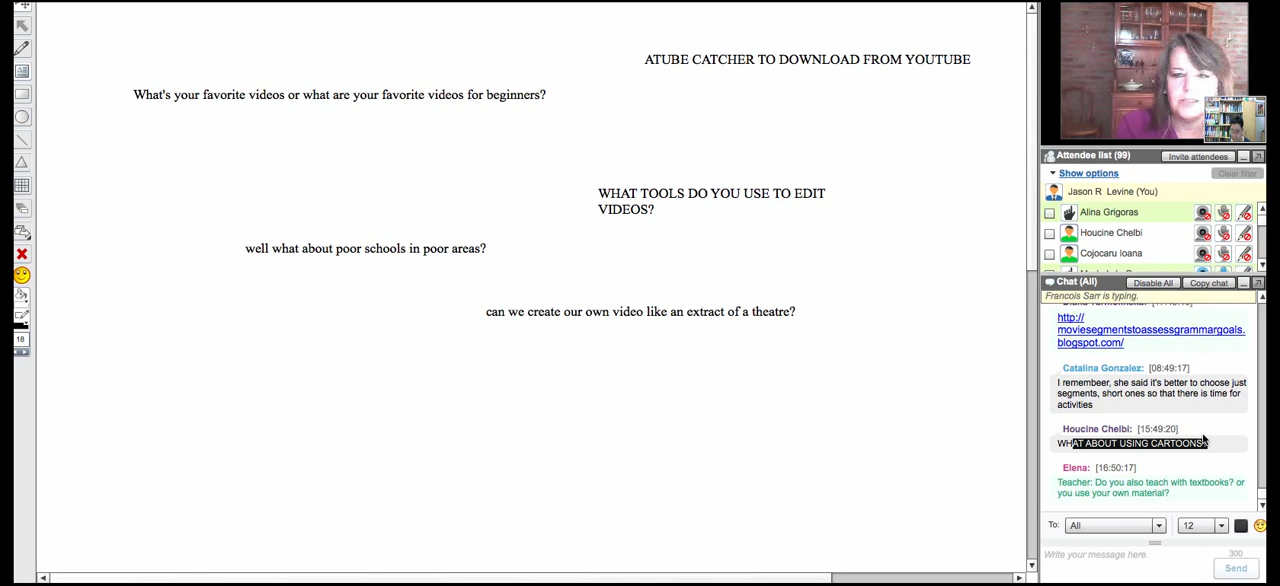 ATUBE CATCHER TO DOWNLOAD FROM YOUTUBE
What's your favorite videos or what are your favorite videos for beginners?
WHAT TOOLS DO YOU USE TO EDIT
VIDEOS?
well what about poor schools in poor areas?
can we create our own video like an extract of a theatre?
18
Attendee list (99)
Invite attendees
Show options
Clear filter
Jason R Levine (You)
Alina Grigoras
Houcine Chelbi
Cojocaru Ioana
Chat (All)
Disable All
Copy chat
Francois Sarr is typing.
http://
moviesegmentstoassessgrammargoals.
blogspot.com/
Catalina Gonzalez: [08:49:17]
I remembeer, she said it's better to choose just
segments, short ones so that there is time for
activities
Houcine Chelbi: [15:49:20]
WHAT ABOUT USING CARTOONS
Elena: [16:50:17]
Teacher: Do you also teach with textbooks? or
you use your own material?
To: All 12
Write your message here.
300
Send